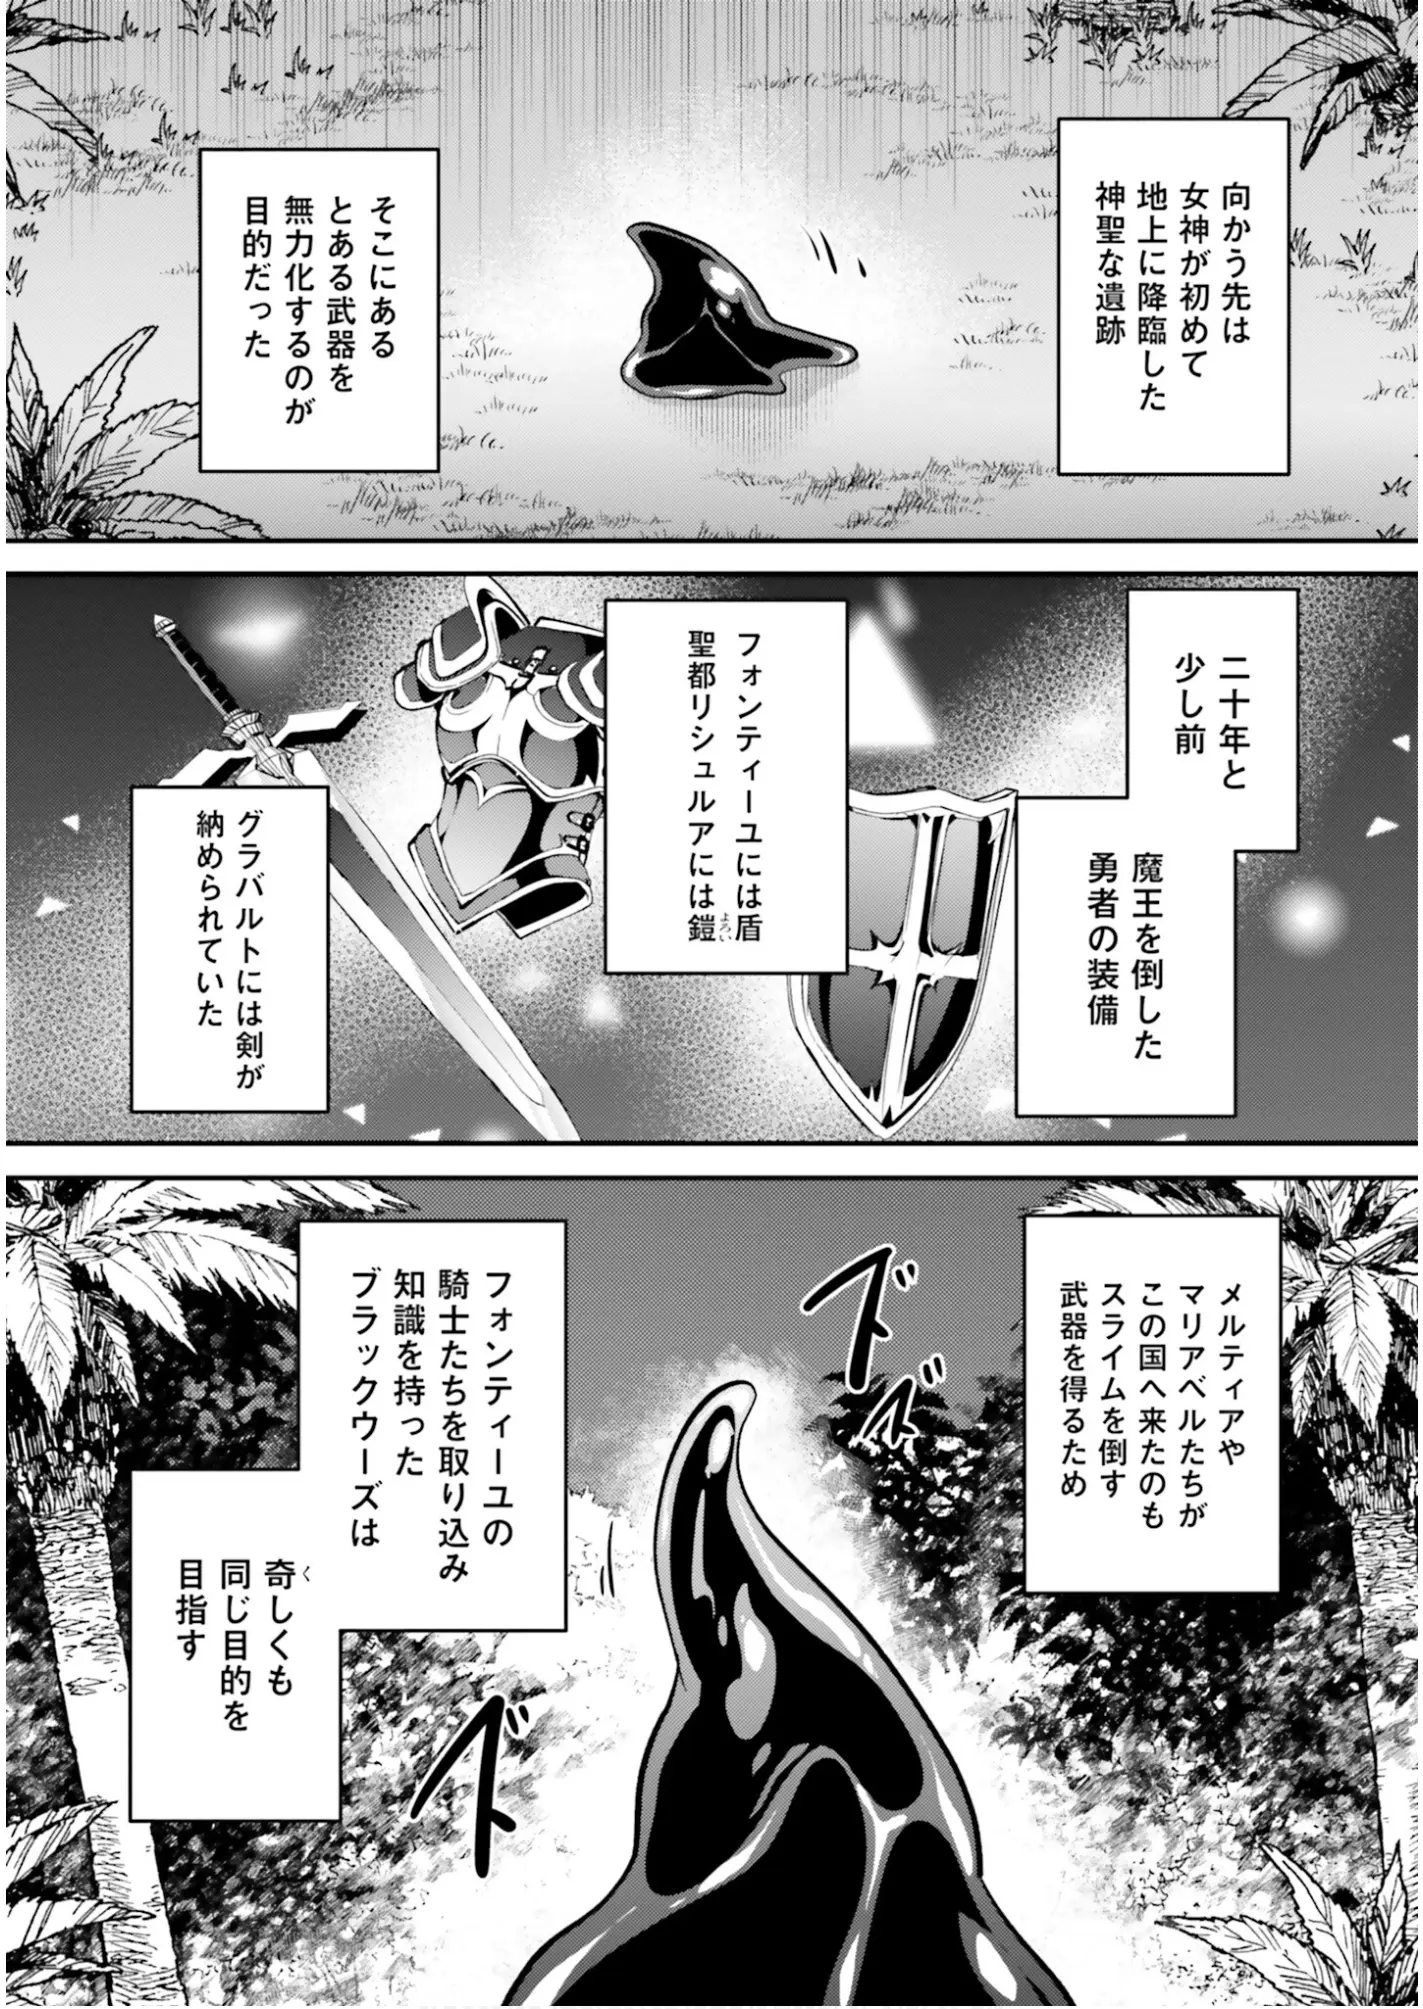 向かう先は
女神が初めて
地上に降臨した
神聖な遺跡
そこにある
とある武器を
無力化するのが
目的だった
二十年と
少し前
魔王を倒した
勇者の装備
フォンティーユには盾
聖都リシュルアには鎧
よろい
グラバルトには剣が
納められていた
メルティアや
マリアベルたちが
この国へ来たのも
スライムを倒す
武器を得るため
ズズ
フォンティーユの
騎士たちを取り込み
知識を持った
ブラックウーズは
奇しくも
く
同じ目的を
目指す
ズズ